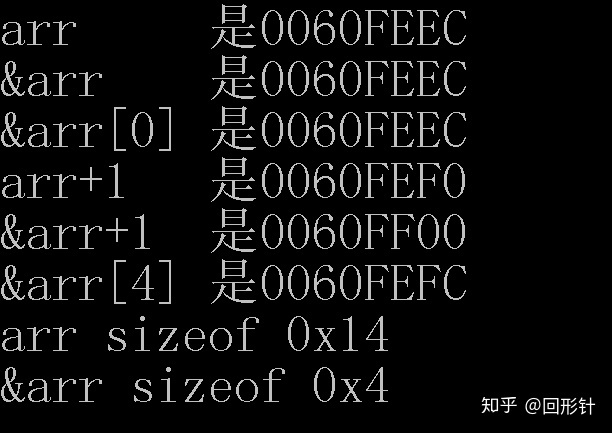 arr 是0060FEEC
&arr 是0060FEEC
&arr[0] 是0060FEEC
arr+1 是0060FEF0
&arr+1 是0060FF00
&arr[4] 是0060FEFC
arr sizeof 0x14
&arr sizeof 0x4
知乎 @回形针